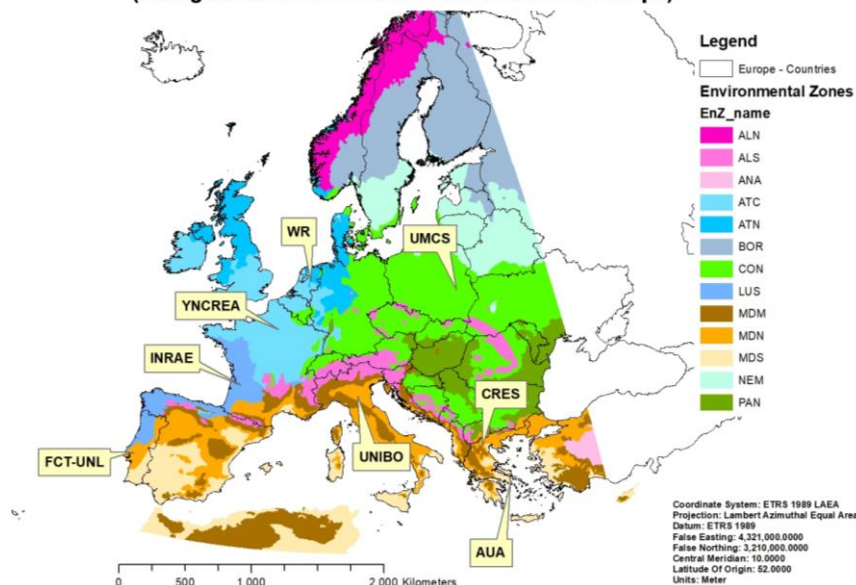 Legend
Europe - Countries
Environmental Zones
EnZ_name
ALN
ALS
ANA
ATC
ATN
BOR
CON
LUS
MDM
MDN
MDS
NEM
PAN
WR
UMCS
YNCREA
INRAE
CRES
FCT-UNL
UNIBO
AUA
Coordinate System: ETRS 1989 LAEA
Projection: Lambert Azimuthal Equal Area
Datum: ETRS 1989
False Easting: 4,321,000.0000
False Northing: 3,210,000.0000
Central Meridian: 10.0000
Latitude Of Origin: 52.0000
Units: Meter
0 500 1,000 2,000 Kilometers